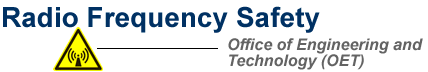 Radio Frequency Safety
Office of Engineering and
Technology (OET)